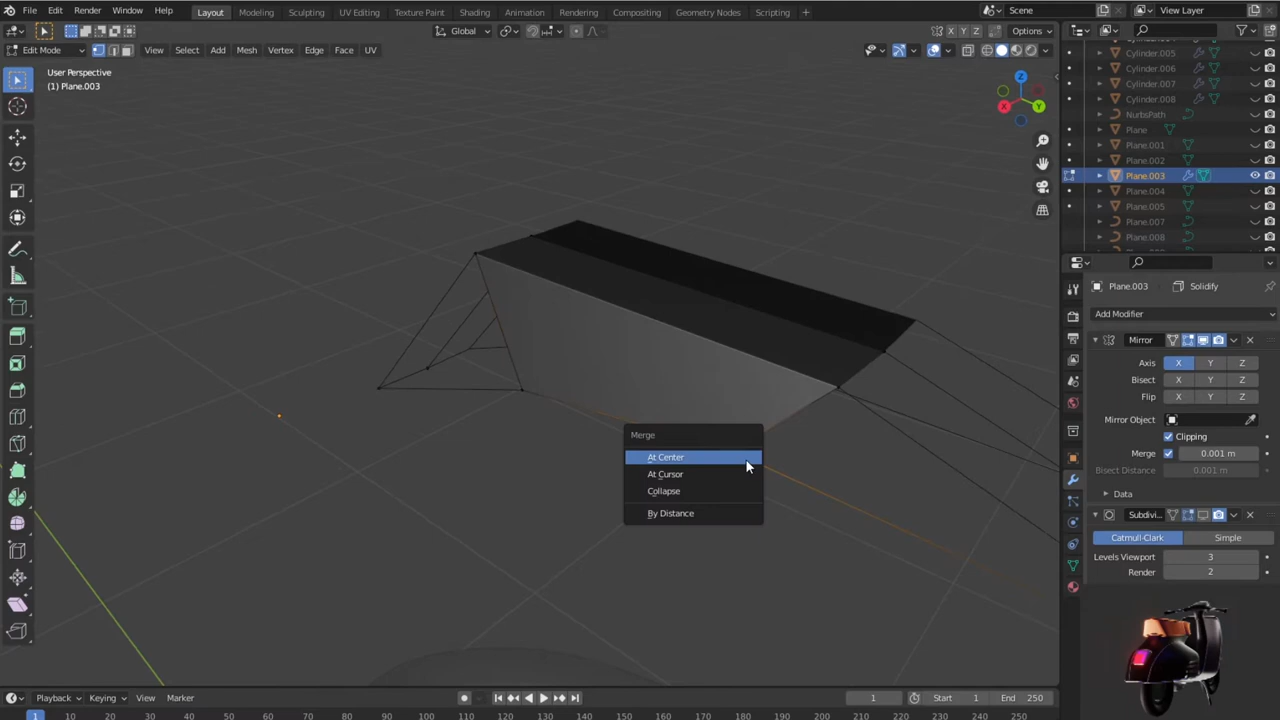 File Edit Render Window Help Layout Modeling Sculpting UV Editing Texture Paint Shading Animation Rendering Compositing Geometry Nodes Scripting + Scene View Layer
Global X Y Z Options
Edit Mode View Select Add Mesh Vertex Edge Face UV
User Perspective
(1) Plane.003
Z
X
Y
Cylinder.005
Cylinder.006
Cylinder.007
Cylinder.008
NurbsPath
Plane
Plane.001
Plane.002
Plane.003
Plane.004
Plane.005
Plane.007
Plane.008
Plane.003 Solidify
Add Modifier
Mirror
Axis X Y Z
Bisect X Y Z
Flip X Y Z
Mirror Object
Clipping
Merge 0.001 m
Bisect Distance 0.001 m
Data
Subdivi...
Catmull-Clark Simple
Levels Viewport 3
Render 2
Merge
At Center
At Cursor
Collapse
By Distance
Playback Keying View Marker 1 Start 1 End 250
1 10 20 30 40 50 60 70 80 90 100 110 120 130 140 150 160 170 180 190 200 210 220 230 240 250